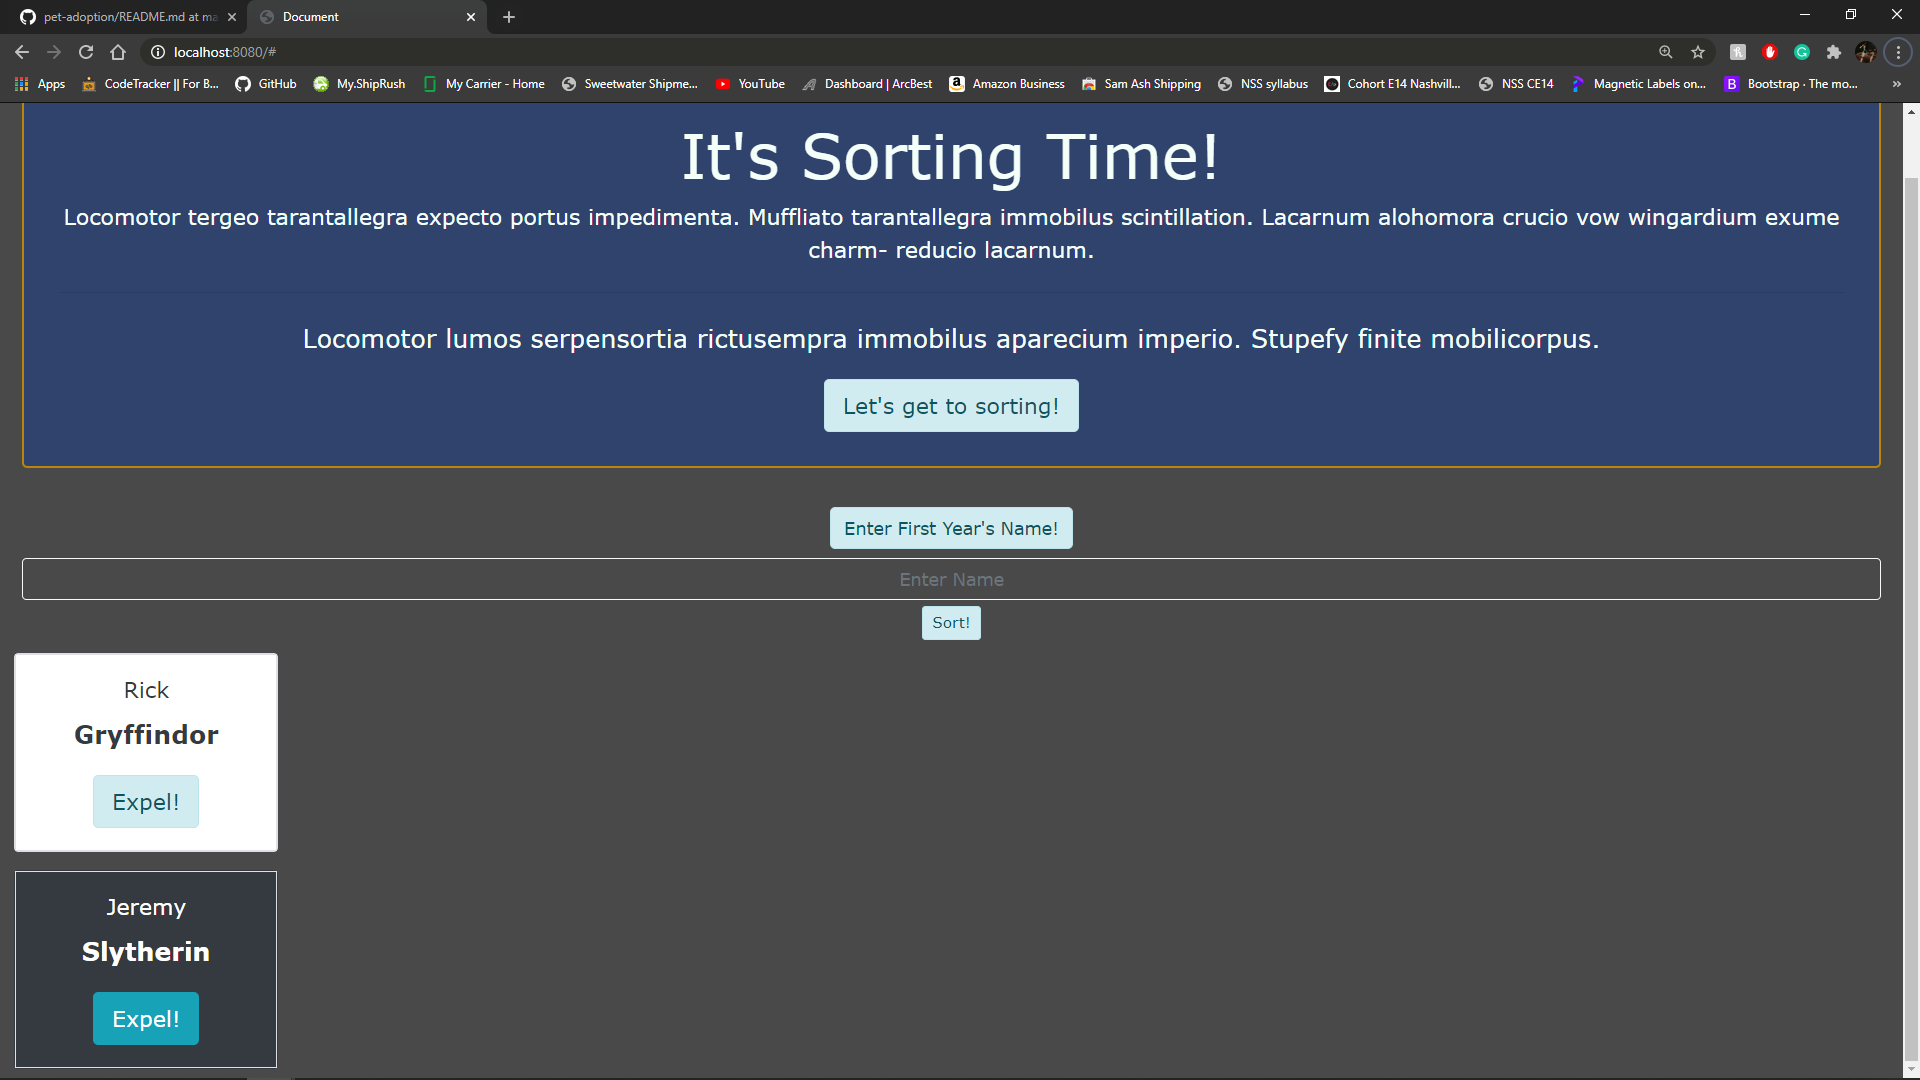 pet-adoption/README.md at ma
Document
localhost:8080/#
Apps
CodeTracker || For B...
GitHub
My.ShipRush
My Carrier - Home
Sweetwater Shipme...
YouTube
Dashboard | ArcBest
Amazon Business
Sam Ash Shipping
NSS syllabus
Cohort E14 Nashvill...
NSS CE14
Magnetic Labels on...
B
Bootstrap · The mo...
»
It's Sorting Time!
Locomotor tergeo tarantallegra expecto portus impedimenta. Muffliato tarantallegra immobilus scintillation. Lacarnum alohomora crucio vow wingardium exume
charm- reducio lacarnum.
Locomotor lumos serpensortia rictusempra immobilus aparecium imperio. Stupefy finite mobilicorpus.
Let's get to sorting!
Enter First Year's Name!
Enter Name
Sort!
Rick
Gryffindor
Expel!
Jeremy
Slytherin
Expel!